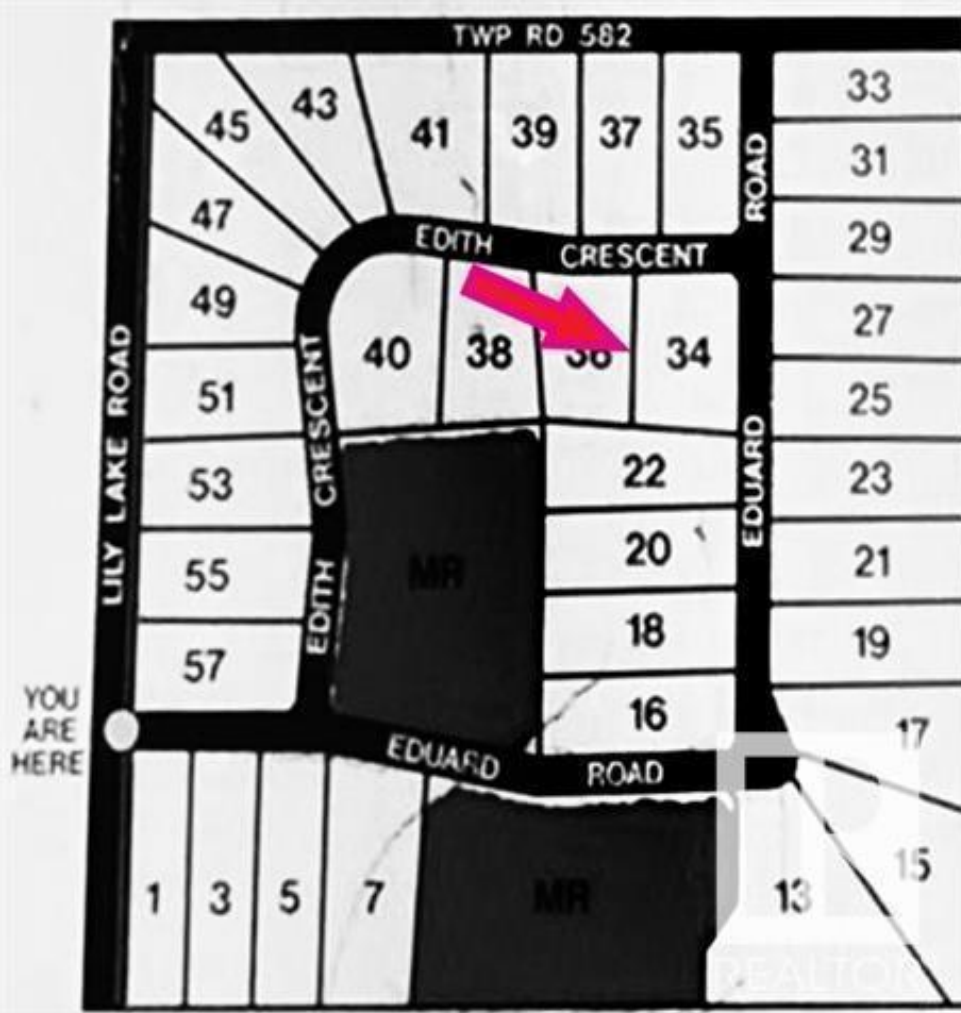 TWP RD 582
33
43
45
41
39
37
35
31
ROAD
47
29
EDITH
CRESCENT
49
27
40
38
36
34
LILY LAKE ROAD
CRESCENT
51
25
EDUARD
22
23
53
20
21
MR
55
EDITH
18
19
57
16
17
YOU
ARE
HERE
EDUARD
ROAD
15
1
3
5
7
MR
13
REALTOR